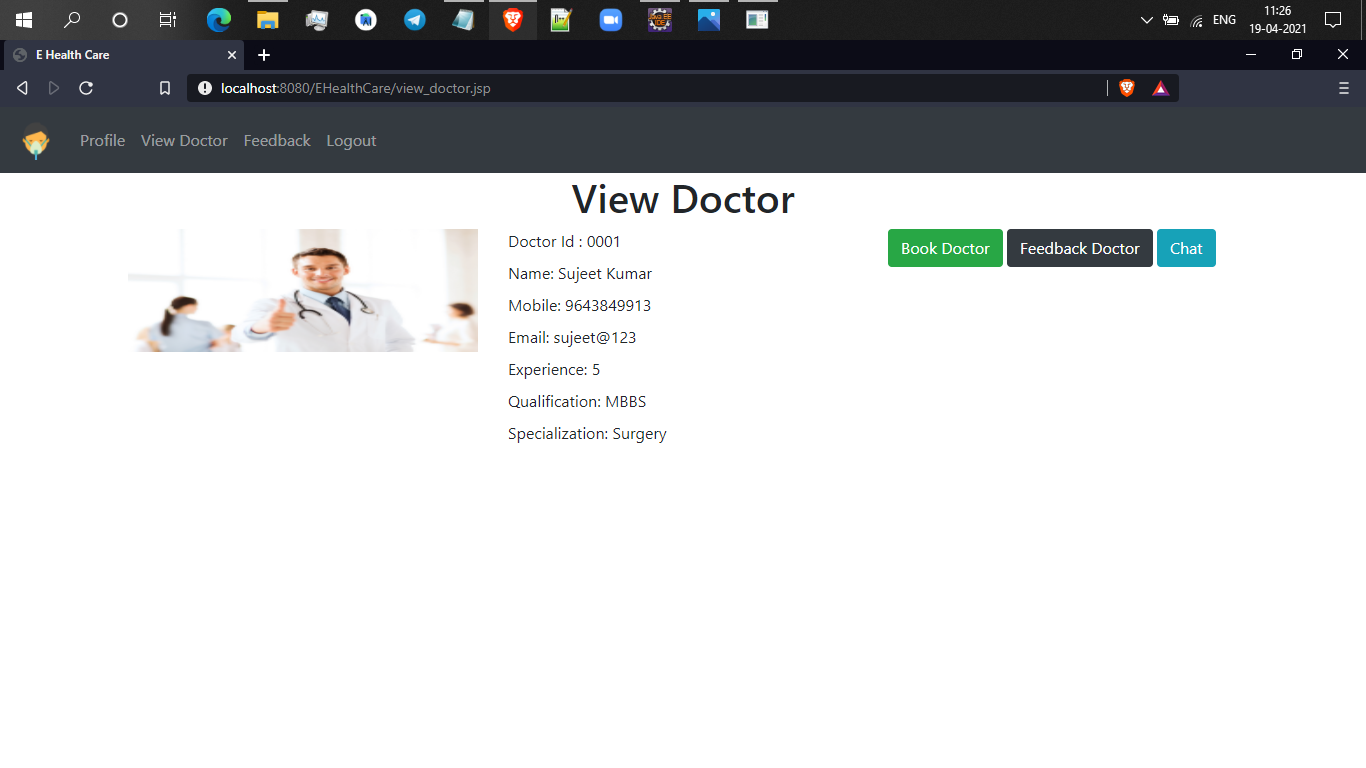 ENG
11:26
19-04-2021
E Health Care
localhost:8080/EHealthCare/view_doctor.jsp
Profile View Doctor Feedback Logout
View Doctor
Doctor Id : 0001
Name: Sujeet Kumar
Mobile: 9643849913
Email: sujeet@123
Experience: 5
Qualification: MBBS
Specialization: Surgery
Book Doctor Feedback Doctor Chat